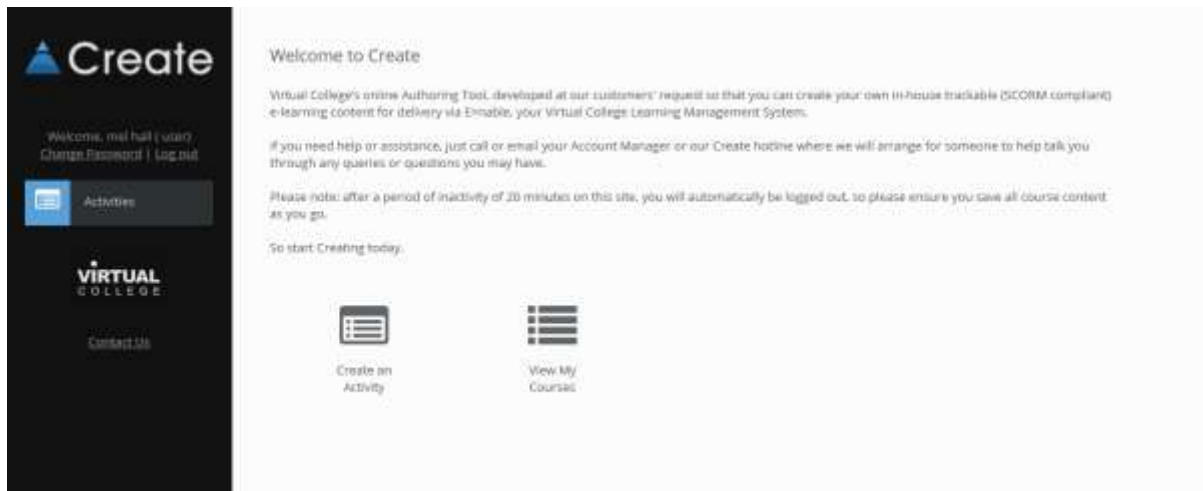 Create
Welcome, mel hall ( user)
Change Password | Log out
Activities
VIRTUAL
COLLEGE
Contact Us
Welcome to Create
Virtual College's online Authoring Tool, developed at our customers' request so that you can create your own in-house trackable (SCORM compliant)
e-learning content for delivery via Enable, your Virtual College Learning Management System.
If you need help or assistance, just call or email your Account Manager or our Create hotline where we will arrange for someone to help talk you
through any queries or questions you may have.
Please note: after a period of inactivity of 20 minutes on this site, you will automatically be logged out, so please ensure you save all course content
as you go.
So start Creating today.
Create an
Activity
View My
Courses